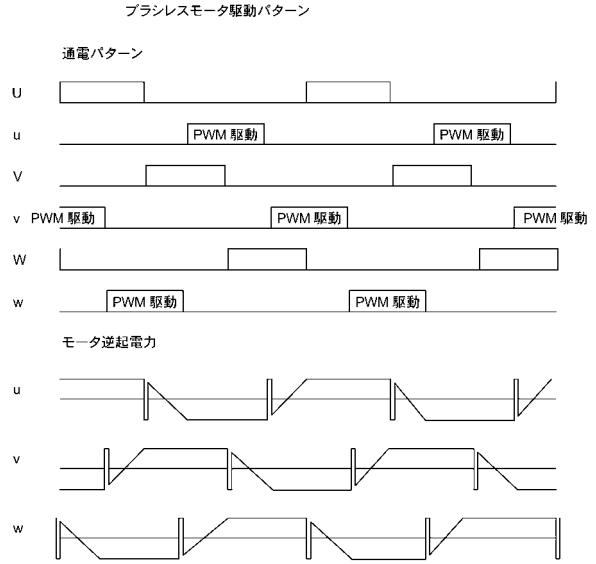 ブラシレスモータ駆動パターン
通電パターン
U
u
PWM 駆動
PWM 駆動
V
v
PWM 駆動
PWM 駆動
PWM 駆動
W
w
PWM 駆動
PWM 駆動
モータ逆起電力
u
v
w